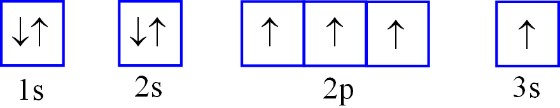 ↓↑ ↓↑ ↑ ↑ ↑ ↑
1s 2s 2p 3s